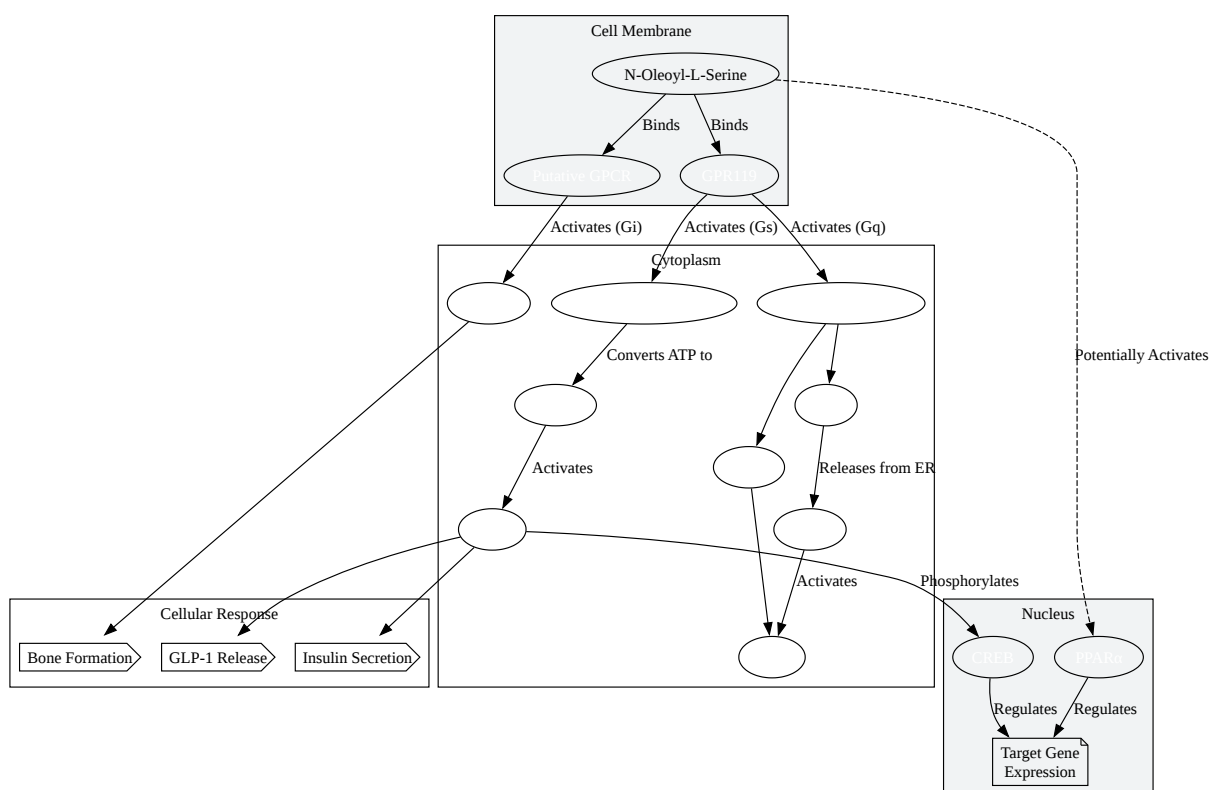 Cell Membrane
N-Oleoyl-L-Serine
Binds
Binds
Putative GPCR
GPR119
Activates (Gi)
Activates (Gs)
Activates (Gq)
Cytoplasm
Converts ATP to
Potentially Activates
Activates
Releases from ER
Activates
Phosphorylates
Cellular Response
Nucleus
Bone Formation
GLP-1 Release
Insulin Secretion
CREB
PPARα
Regulates
Regulates
Target Gene
Expression